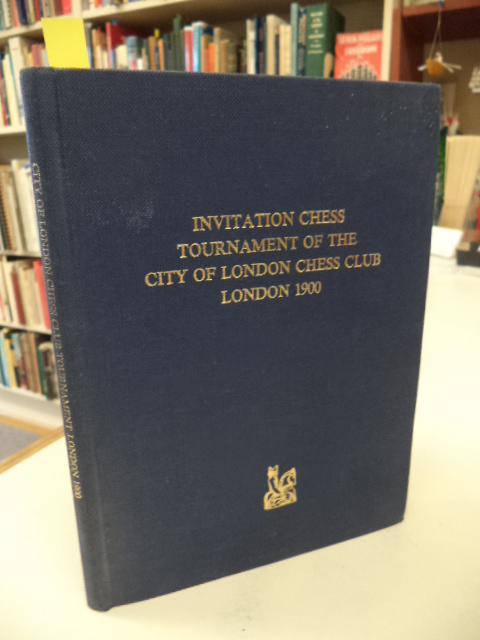 INVITATION CHESS
TOURNAMENT OF THE
CITY OF LONDON CHESS CLUB
LONDON 1900
CITY OF LONDON CHESS CLUB TOURNAMENT LONDON 1900